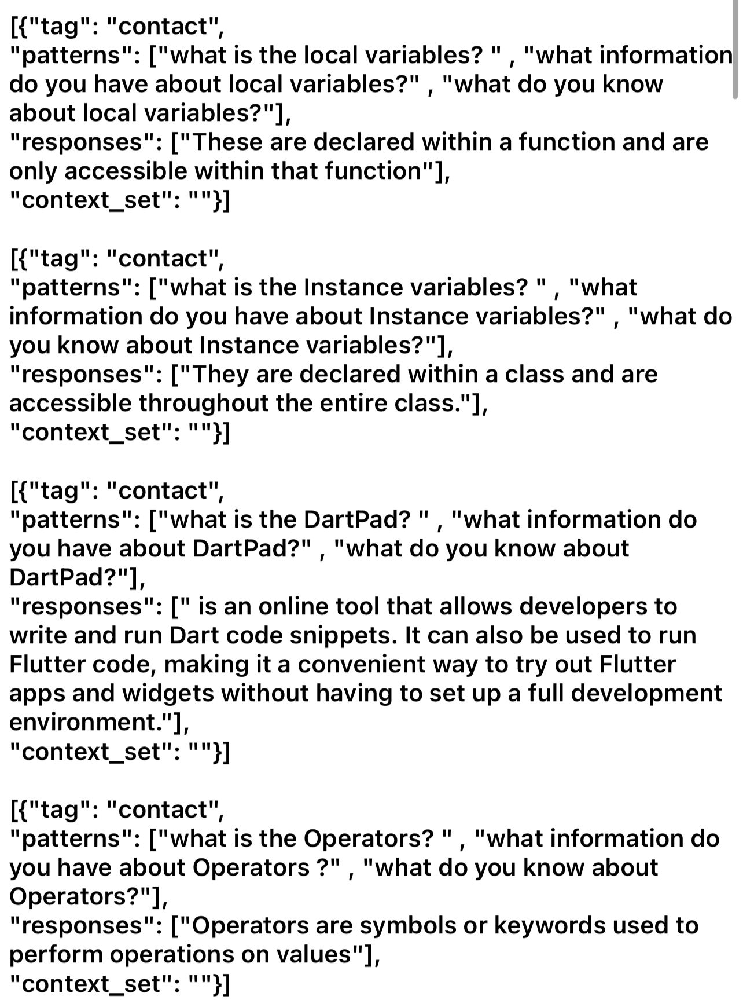 [{"tag": "contact",
"patterns": ["what is the local variables? " , "what information
do you have about local variables?" , "what do you know
about local variables?"],
"responses": ["These are declared within a function and are
only accessible within that function"],
"context_set": ""}]
[{"tag": "contact",
"patterns": ["what is the Instance variables? " , "what
information do you have about Instance variables?" , "what do
you know about Instance variables?"],
"responses": ["They are declared within a class and are
accessible throughout the entire class."],
"context_set": ""}]
[{"tag": "contact",
"patterns": ["what is the DartPad? " , "what information do
you have about DartPad?" , "what do you know about
DartPad?"],
"responses": [" is an online tool that allows developers to
write and run Dart code snippets. It can also be used to run
Flutter code, making it a convenient way to try out Flutter
apps and widgets without having to set up a full development
environment."],
"context_set": ""}]
[{"tag": "contact",
"patterns": ["what is the Operators? " , "what information do
you have about Operators ?" , "what do you know about
Operators?"],
"responses": ["Operators are symbols or keywords used to
perform operations on values"],
"context_set": ""}]